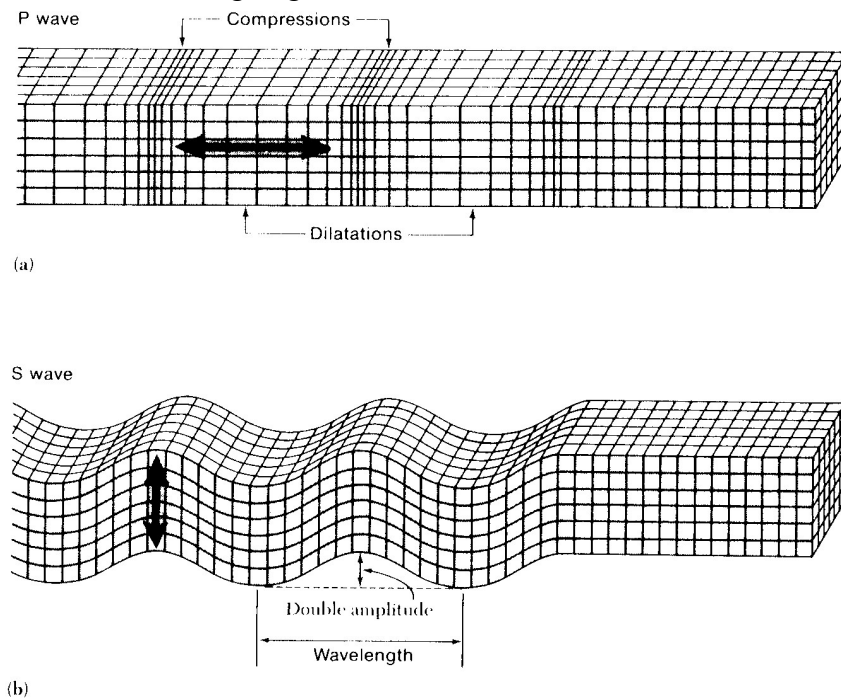 P wave
Compressions
Dilatations
(a)
S wave
Double amplitude
Wavelength
(b)